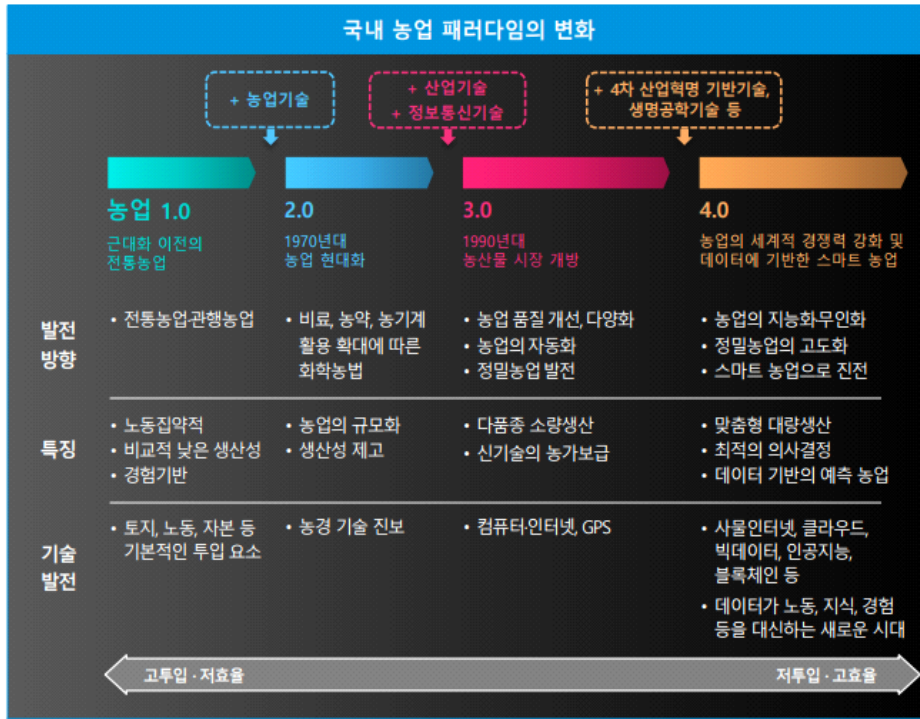 국내 농업 패러다임의 변화
+ 농업기술
+ 산업기술
+ 정보통신기술
+ 4차 산업혁명 기반기술,
생명공학기술 등
농업 1.0
근대화 이전의
전통농업
2.0
1970년대
농업 현대화
3.0
1990년대
농산물 시장 개방
4.0
농업의 세계적 경쟁력 강화 및
데이터에 기반한 스마트 농업
발전
방향
• 전통농업·관행농업
• 비료, 농약, 농기계
활용 확대에 따른
화학농법
• 농업 품질 개선, 다양화
• 농업의 자동화
• 정밀농업 발전
• 농업의 지능화·무인화
• 정밀농업의 고도화
• 스마트 농업으로 진전
특징
• 노동집약적
• 비교적 낮은 생산성
• 경험기반
• 농업의 규모화
• 생산성 제고
• 다품종 소량생산
• 신기술의 농가보급
• 맞춤형 대량생산
• 최적의 의사결정
• 데이터 기반의 예측 농업
기술
발전
• 토지, 노동, 자본 등
기본적인 투입 요소
• 농경 기술 진보
• 컴퓨터·인터넷, GPS
• 사물인터넷, 클라우드,
빅데이터, 인공지능,
블록체인 등
• 데이터가 노동, 지식, 경험
등을 대신하는 새로운 시대
고투입 · 저효율
저투입 · 고효율